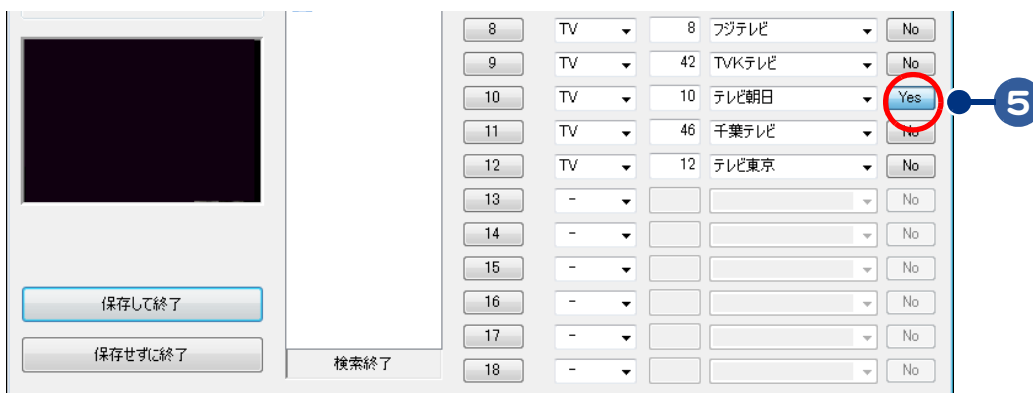 8 TV 8 フジテレビ No
9 TV 42 TVKテレビ No
10 TV 10 テレビ朝日 Yes
5
11 TV 46 千葉テレビ No
12 TV 12 テレビ東京 No
13 - No
14 - No
15 - No
16 - No
17 - No
18 - No
保存して終了
保存せずに終了
検索終了